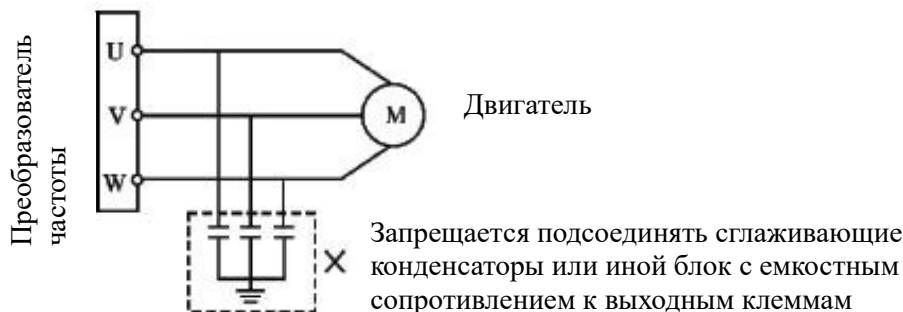 Преобразователь
частоты
U
V
W
M
Двигатель
Запрещается подсоединять сглаживающие
конденсаторы или иной блок с емкостным
сопротивлением к выходным клеммам